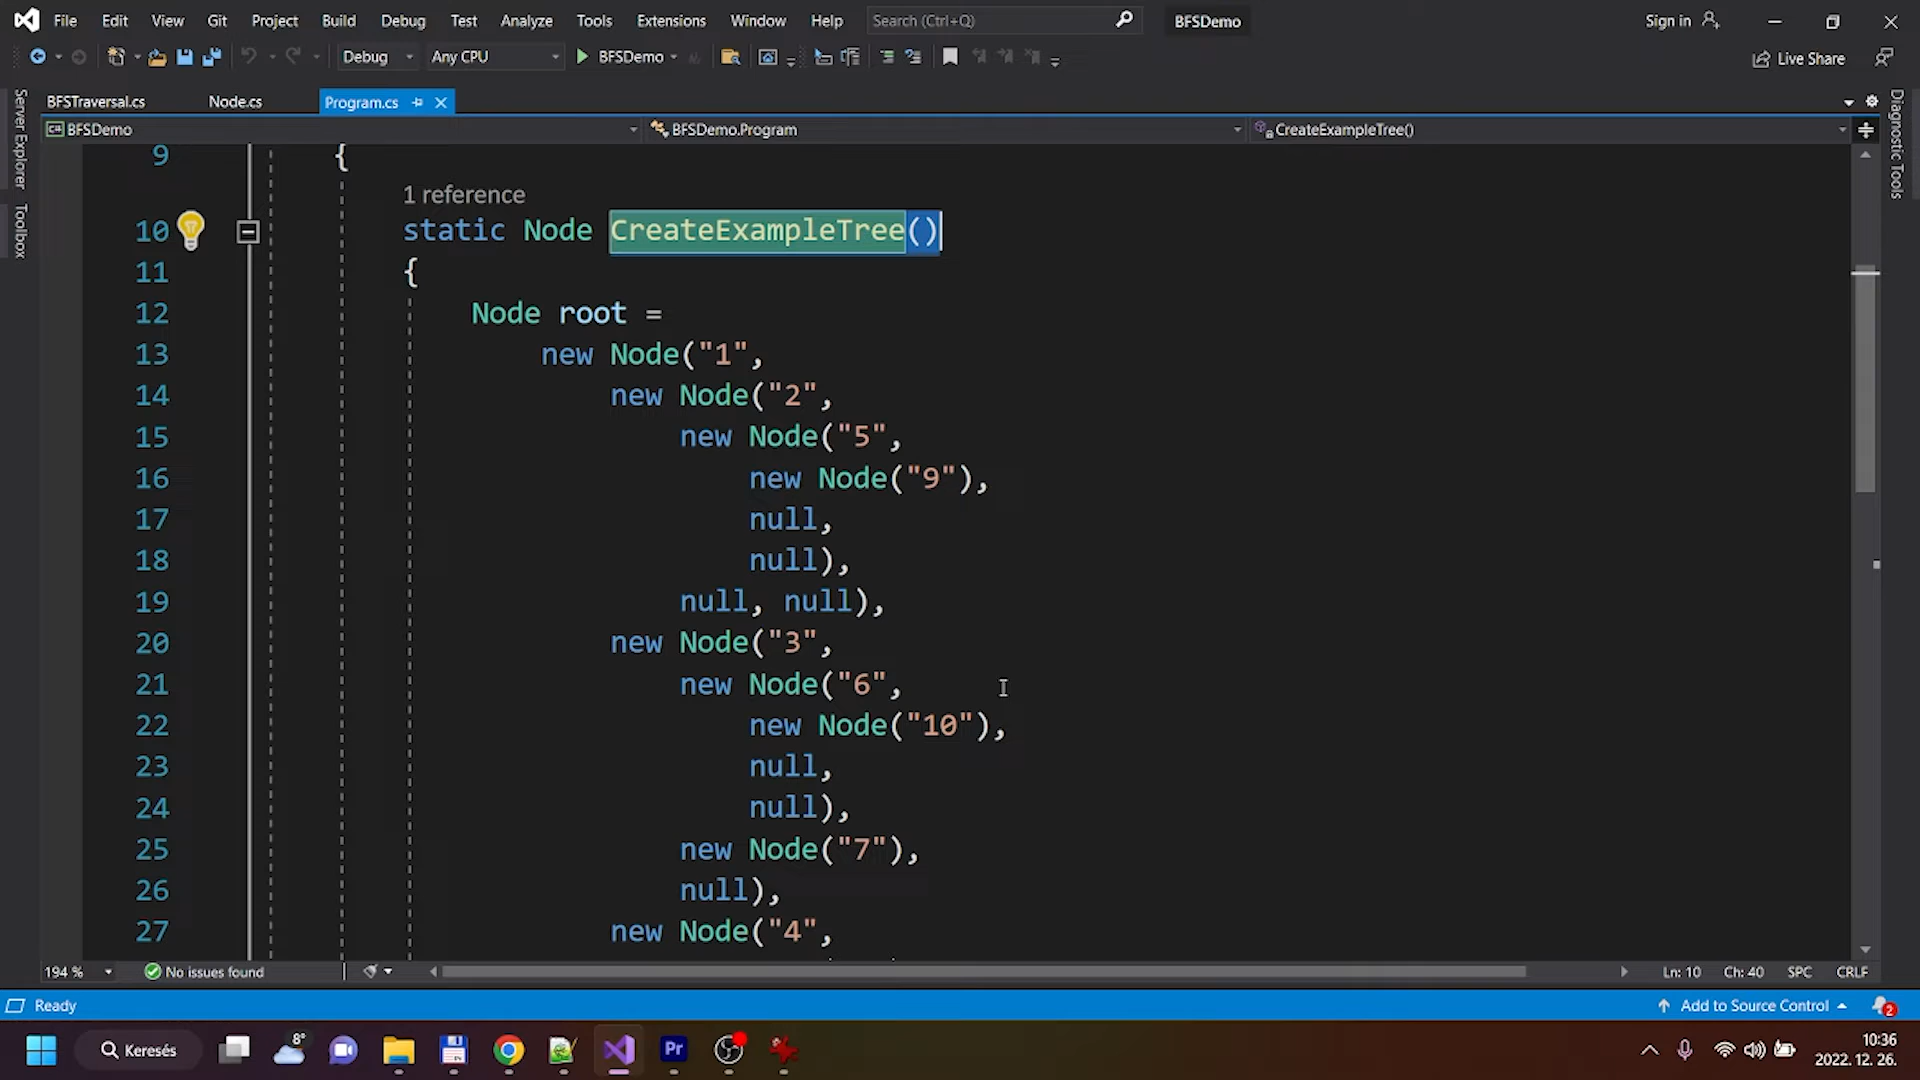 File Edit View Git Project Build Debug Test Analyze Tools Extensions Window Help Search (Ctrl+Q) BFSDemo Sign in
Debug Any CPU BFSDemo Live Share
BFSTraversal.cs Node.cs Program.cs
BFSDemo BFSDemo.Program CreateExampleTree()
Server Explorer
Toolbox
Diagnostic Tools
9 {
1 reference
10 static Node CreateExampleTree()
11 {
12 Node root =
13 new Node("1",
14 new Node("2",
15 new Node("5",
16 new Node("9"),
17 null,
18 null),
19 null, null),
20 new Node("3",
21 new Node("6",
22 new Node("10"),
23 null,
24 null),
25 new Node("7"),
26 null),
27 new Node("4",
194 % No issues found Ln: 10 Ch: 40 SPC CRLF
Ready Add to Source Control 2
Keresés 8° Pr 10:36
2022. 12. 26.